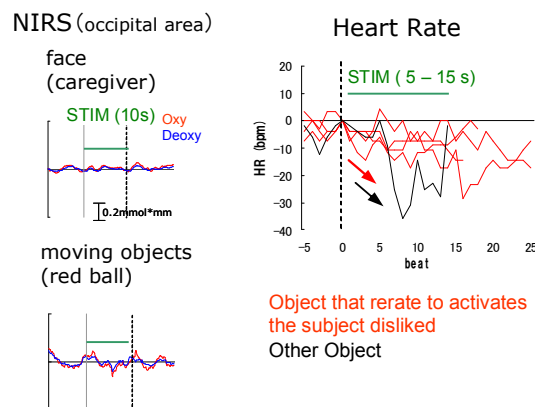 NIRS (occipital area)
face
(caregiver)
STIM (10s)
Oxy
Deoxy
0.2mmol*mm
moving objects
(red ball)
Heart Rate
STIM ( 5 – 15 s)
HR (bpm)
20
10
0
-10
-20
-30
-40
-5 0 5 10 15 20 25
beat
Object that rerate to activates
the subject disliked
Other Object